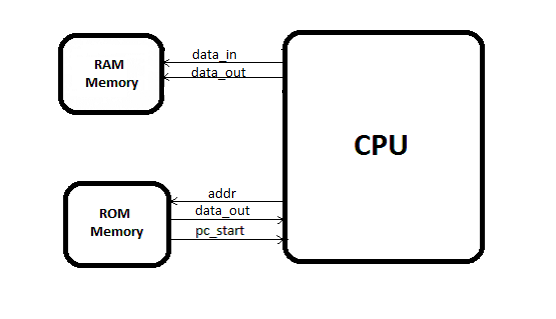 RAM
Memory
data_in
data_out
CPU
ROM
Memory
addr
data_out
pc_start